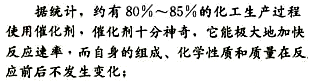 据统计，约有80%～85%的化工生产过程
使用催化剂，催化剂十分神奇，它能极大地加快
反应速率，而自身的组成、化学性质和质量在反
应前后不发生变化；